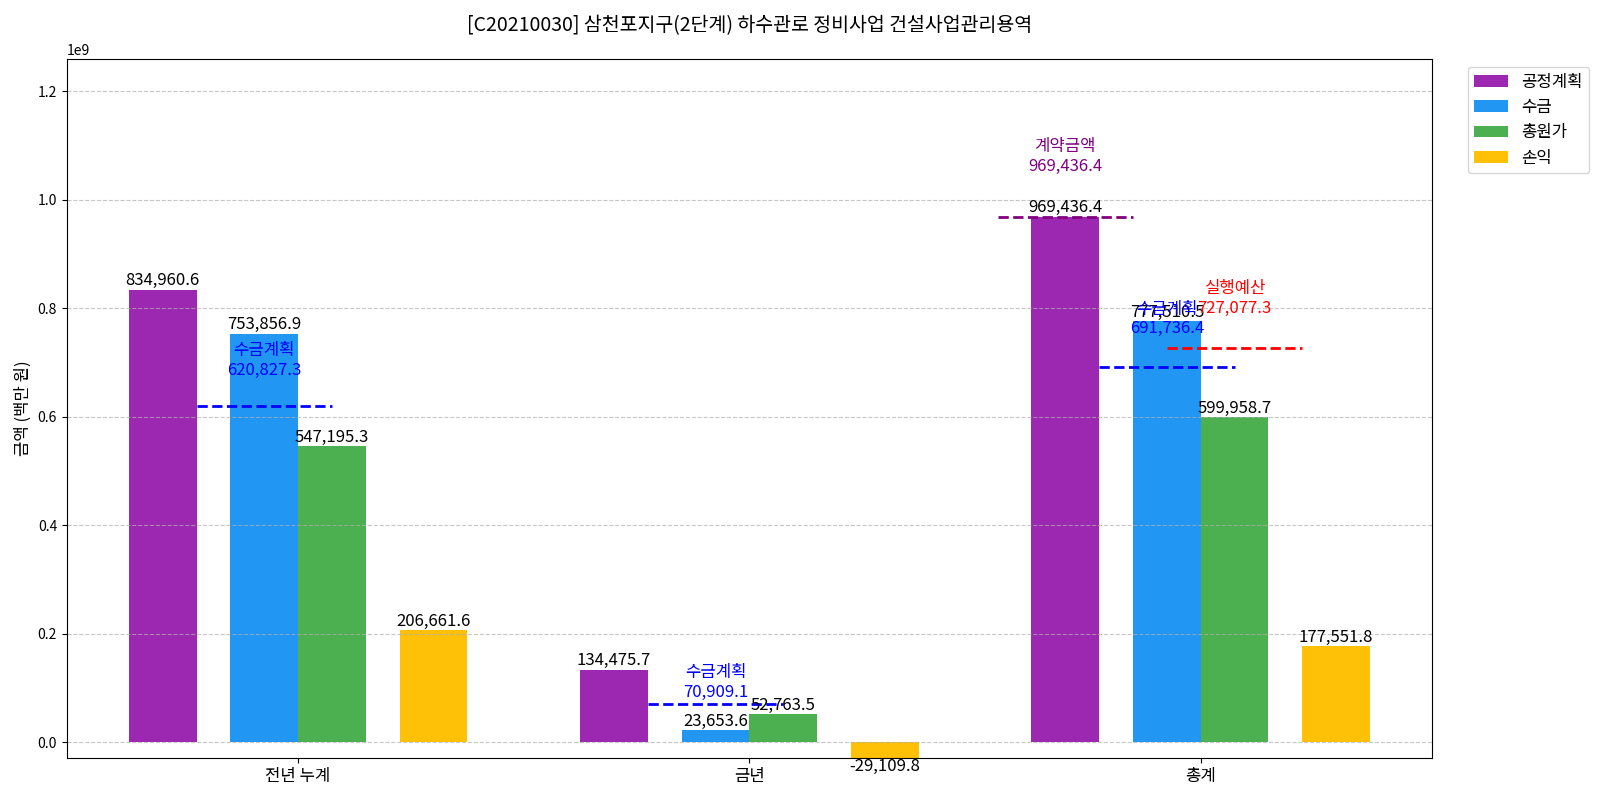 [C20210030] 삼천포지구(2단계) 하수관로 정비사업 건설사업관리용역
1e9
공정계획
수금
총원가
손익
1.2
1.0
0.8
0.6
0.4
0.2
0.0
금액 (백만 원)
834,960.6
753,856.9
수금계획
620,827.3
547,195.3
206,661.6
134,475.7
수금계획
70,909.1
23,653.6
52,763.5
-29,109.8
계약금액
969,436.4
969,436.4
실행예산
727,077.3
수금계획
777,510.5
691,736.4
599,958.7
177,551.8
전년 누계
금년
총계